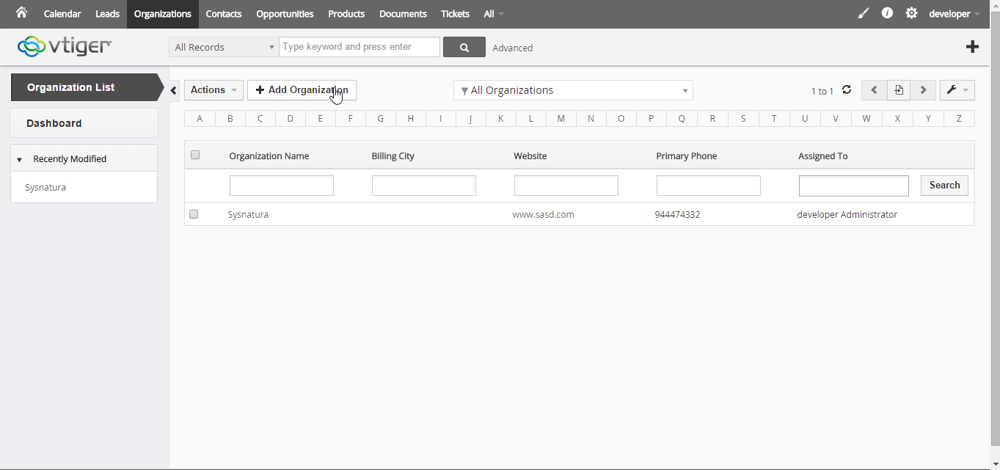 Calendar Leads Organizations Contacts Opportunities Products Documents Tickets All developer
vtiger All Records Type keyword and press enter Advanced
Organization List Actions Add Organization All Organizations 1 to 1
A B C D E F G H I J K L M N O P Q R S T U V W X Y Z
Dashboard
Recently Modified Organization Name Billing City Website Primary Phone Assigned To
Search
Sysnatura
Sysnatura www.sasd.com 944474332 developer Administrator